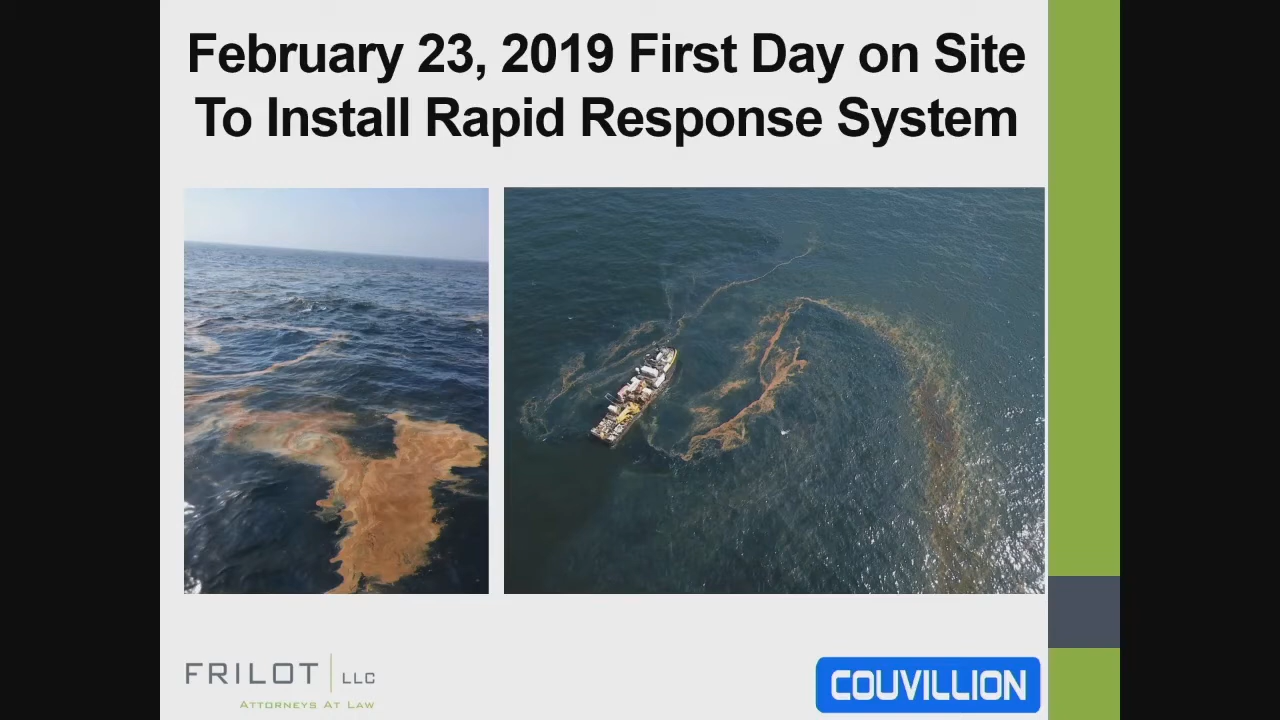 February 23, 2019 First Day on Site
To Install Rapid Response System
FRILOT LLC
ATTORNEYS AT LAW
COUVILLION